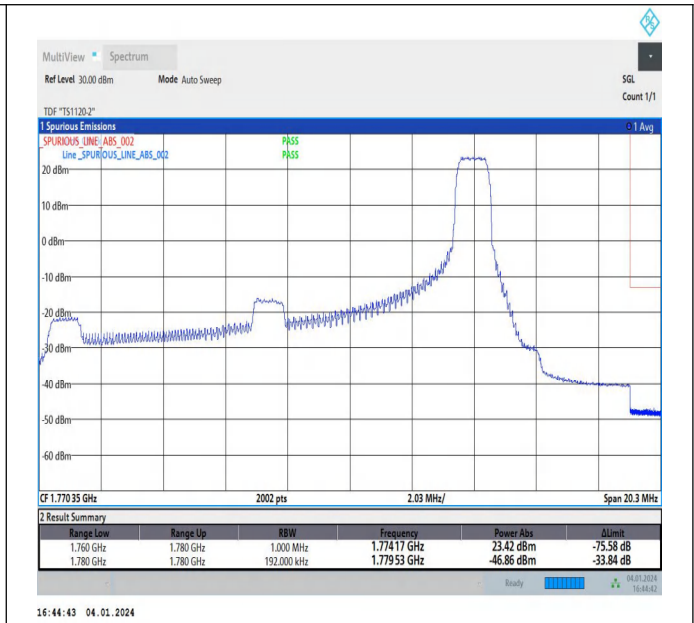 MultiView Spectrum
Ref Level 30.00 dBm Mode Auto Sweep SGL
Count 1/1
TDF "TS1120-2"
1 Spurious Emissions 1 Avg
_SPURIOUS_LINE_ABS_002 PASS
Line _SPURIOUS_LINE_ABS_002 PASS
20 dBm
10 dBm
0 dBm
-10 dBm
-20 dBm
-30 dBm
-40 dBm
-50 dBm
-60 dBm
CF 1.770 35 GHz 2002 pts 2.03 MHz/ Span 20.3 MHz
2 Result Summary
Range Low Range Up RBW Frequency Power Abs ΔLimit
1.760 GHz 1.780 GHz 1.000 MHz 1.774 17 GHz 23.42 dBm -75.58 dB
1.780 GHz 1.780 GHz 192.000 kHz 1.779 53 GHz -46.86 dBm -33.84 dB
Ready 04.01.2024
16:44:42
16:44:43 04.01.2024